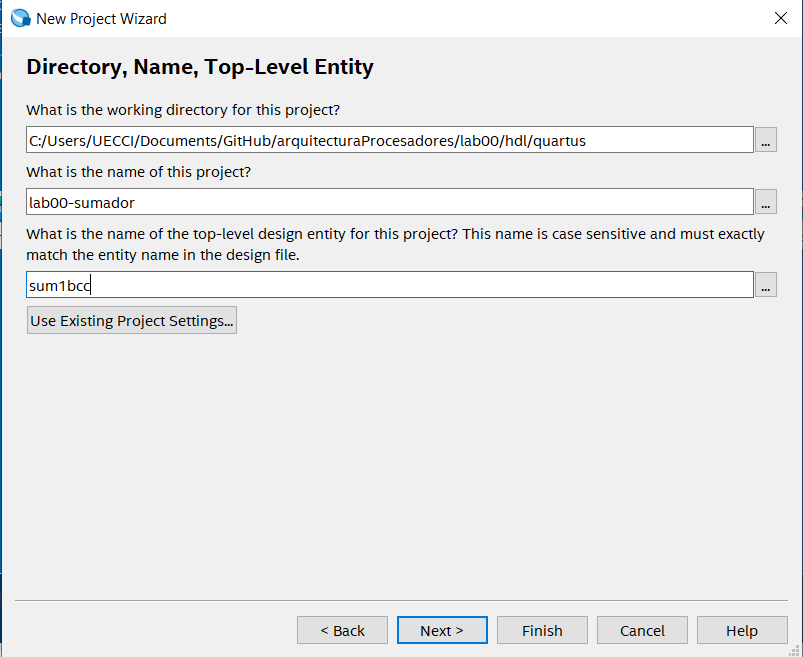 New Project Wizard
Directory, Name, Top-Level Entity
What is the working directory for this project?
C:/Users/UECCI/Documents/GitHub/arquitecturaProcesadores/lab00/hdl/quartus
...
What is the name of this project?
lab00-sumador
...
What is the name of the top-level design entity for this project? This name is case sensitive and must exactly
match the entity name in the design file.
sum1bcc
...
Use Existing Project Settings...
< Back
Next >
Finish
Cancel
Help